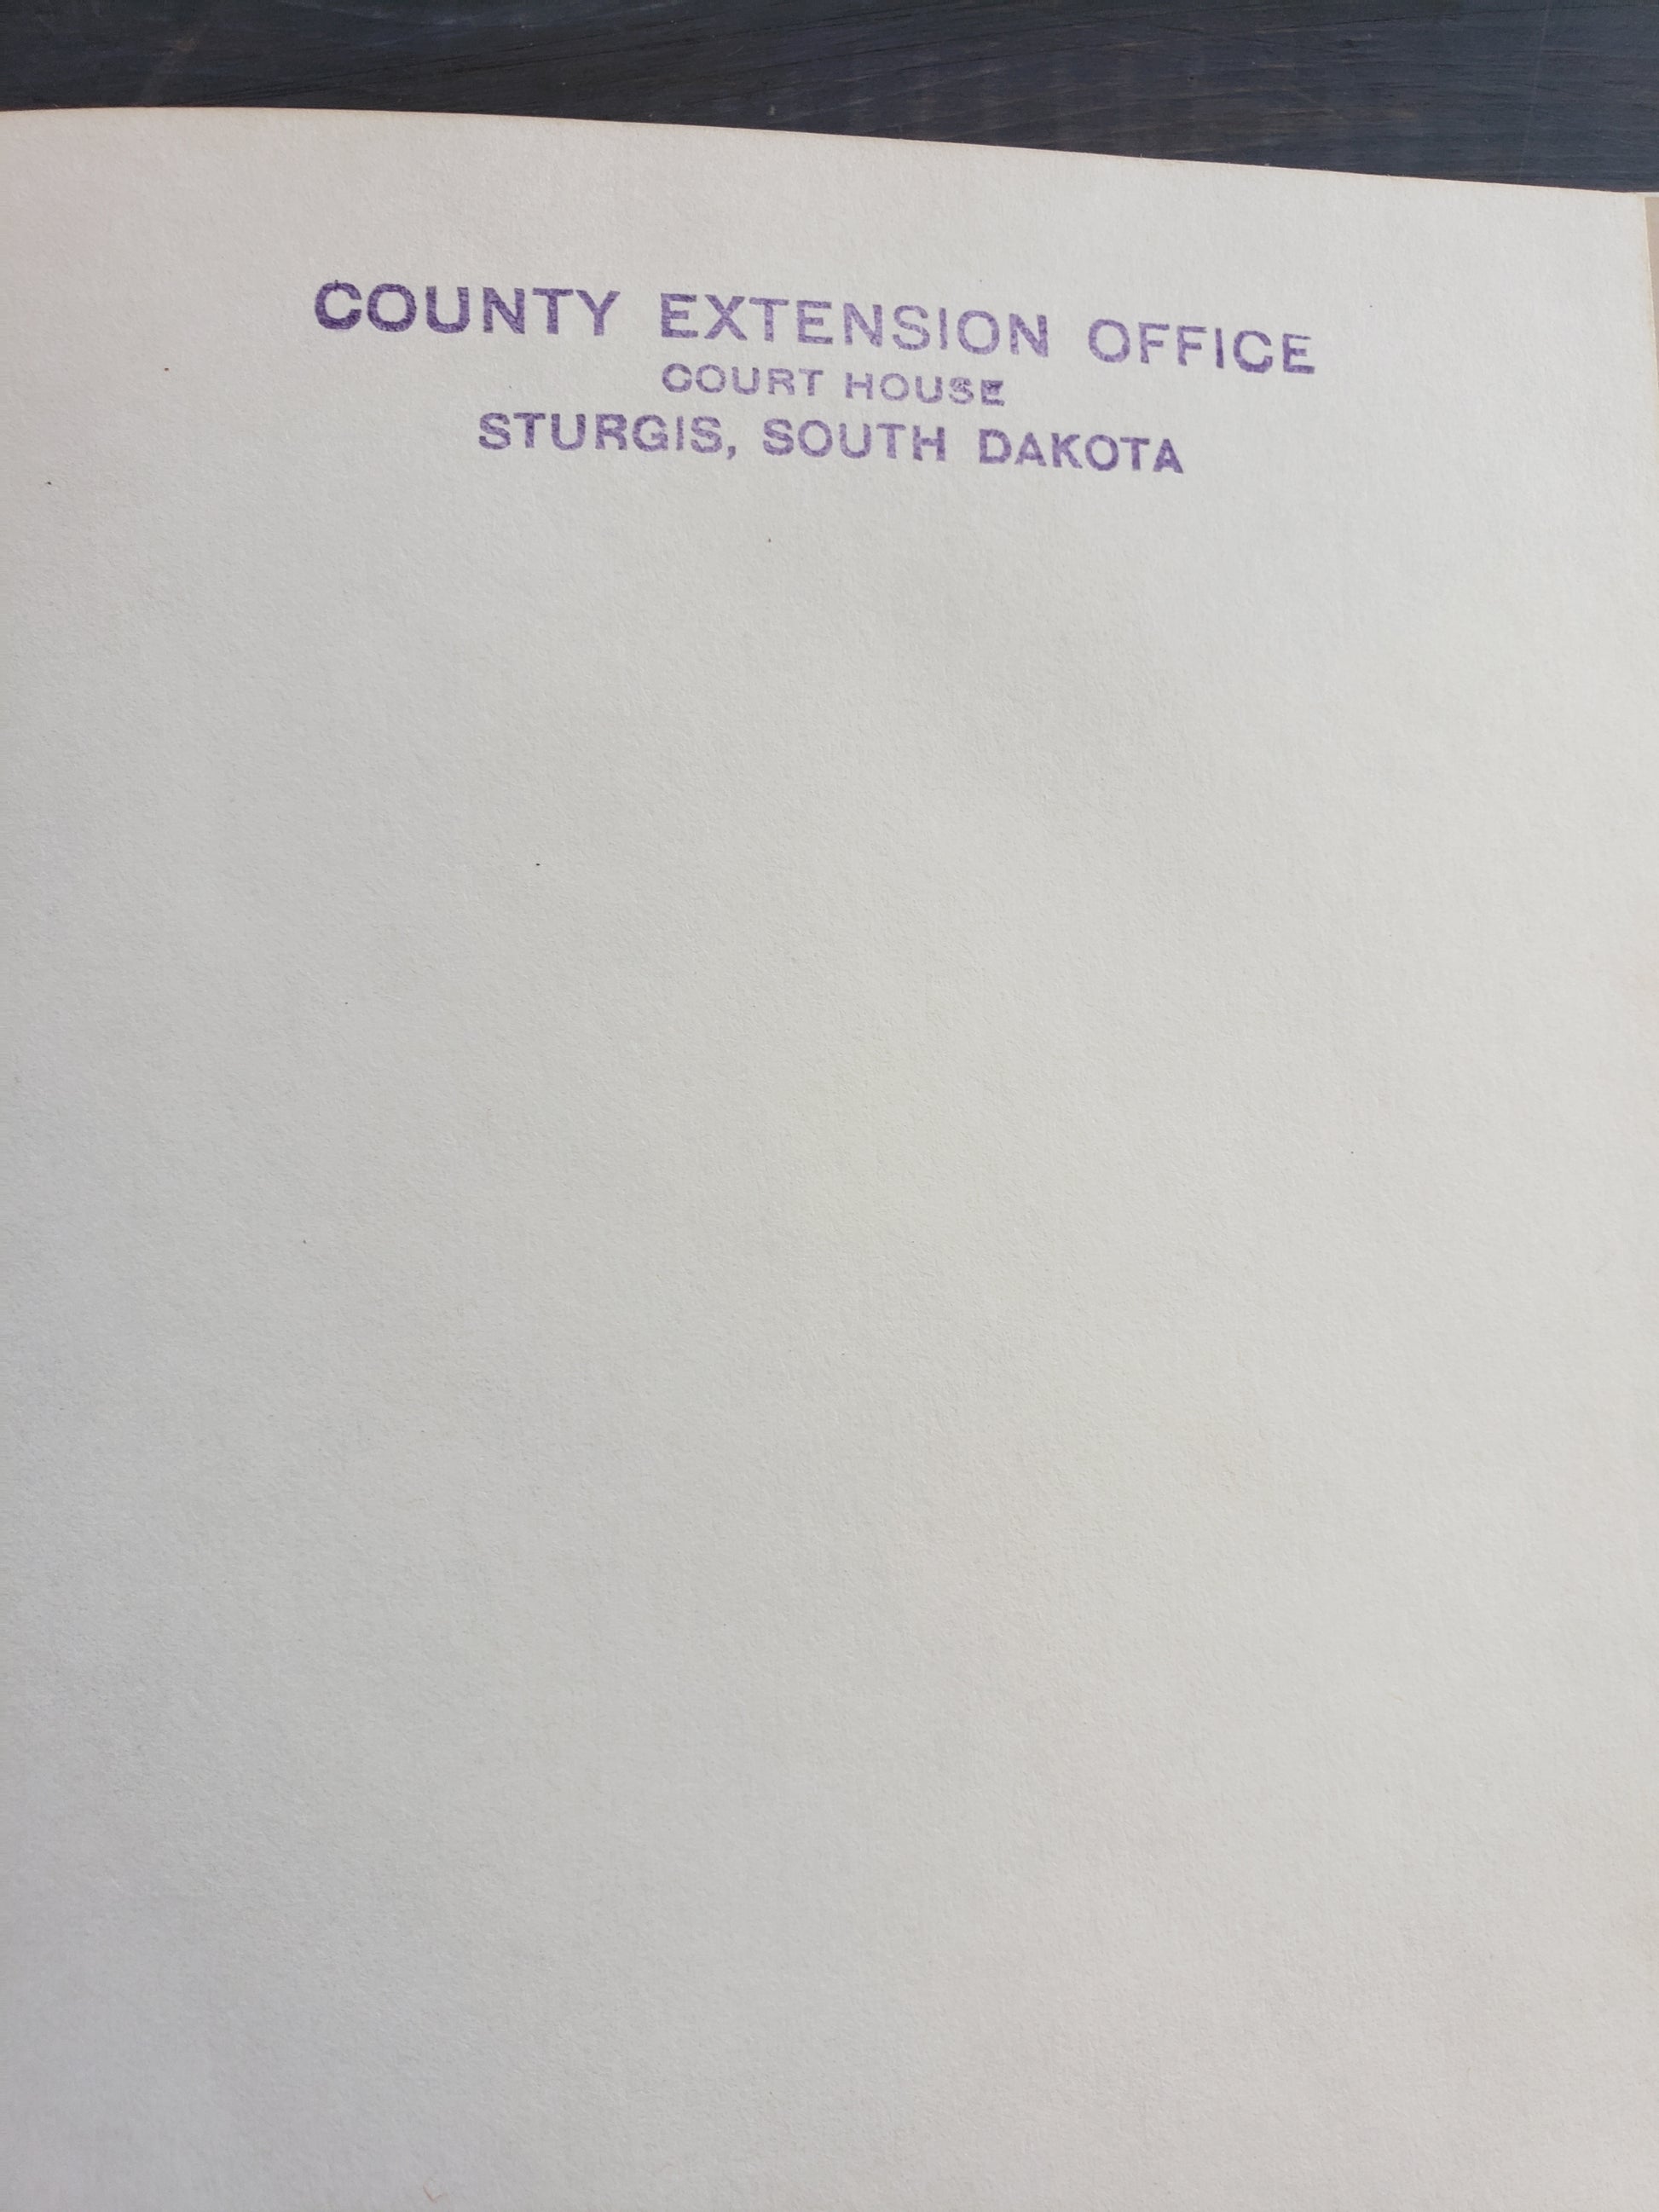 COUNTY EXTENSION OFFICE
COURT HOUSE
STURGIS, SOUTH DAKOTA